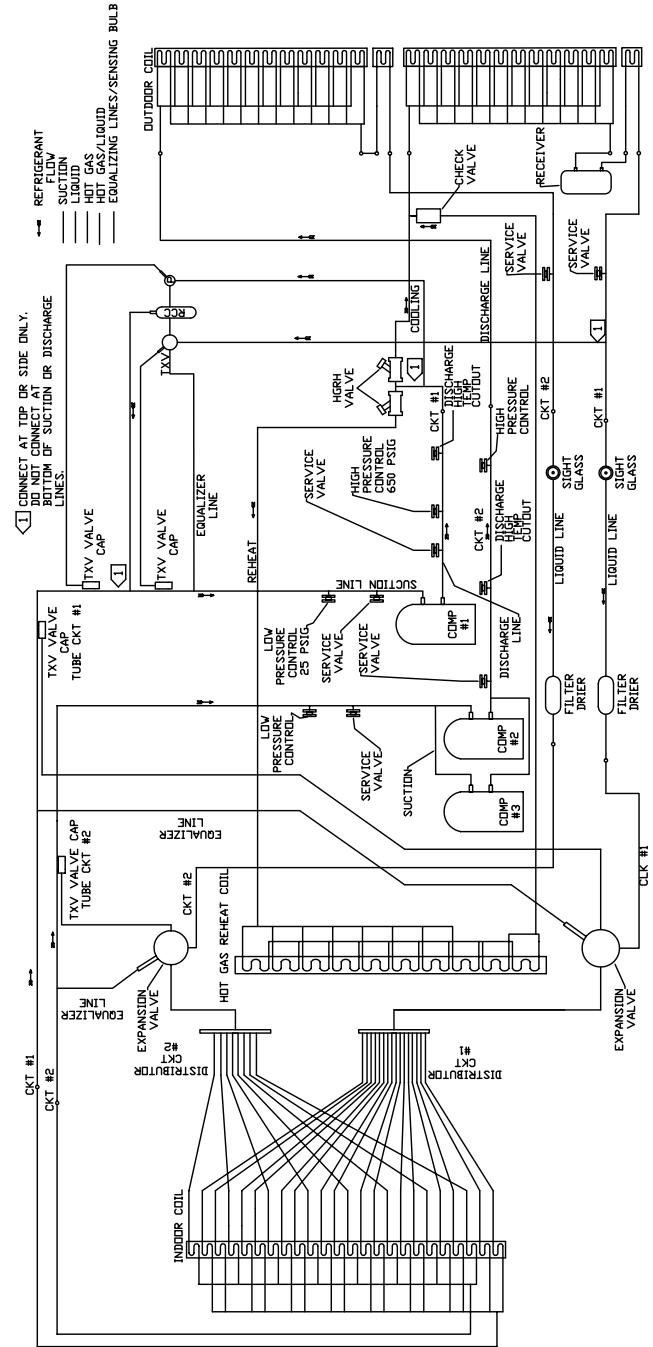 OUTDOOR COIL
REFRIGERANT
FLOW
SUCTION
LIQUID
HOT GAS
HOT GAS/LIQUID
EQUALIZING LINES/SENSING BULB
1 CONNECT AT TOP OR SIDE ONLY.
DO NOT CONNECT AT
BOTTOM OF SUCTION OR DISCHARGE
LINES.
P
RCC
TXV
TXV VALVE
CAP
1
TXV VALVE
CAP
EQUALIZER
LINE
TXV VALVE
CAP
TUBE CKT #1
TXV VALVE CAP
TUBE CKT #2
CHECK
VALVE
RECEIVER
SERVICE
VALVE
SERVICE
VALVE
1
DISCHARGE LINE
COOLING
HGRH
VALVE
1
REHEAT
CKT #1
DISCHARGE
HIGH
TEMP
CUTOUT
HIGH
PRESSURE
CONTROL
650 PSIG
SERVICE
VALVE
SUCTION LINE
LOW
PRESSURE
CONTROL
25 PSIG
SERVICE
VALVE
SERVICE
VALVE
COMP
#1
DISCHARGE
LINE
CKT #2
HIGH
PRESSURE
CONTROL
DISCHARGE
HIGH
TEMP
CUTOUT
CKT #2
CKT #1
SIGHT
GLASS
SIGHT
GLASS
LIQUID LINE
LIQUID LINE
FILTER
DRIER
FILTER
DRIER
LOW
PRESSURE
CONTROL
SERVICE
VALVE
SUCTION
COMP
#2
COMP
#3
EQUALIZER
LINE
CKT #2
CLK #1
HOT GAS REHEAT COIL
EXPANSION
VALVE
EQUALIZER
LINE
EXPANSION
VALVE
DISTRIBUTOR
CKT
#2
DISTRIBUTOR
CKT
#1
CKT #1
CKT #2
INDOOR COIL